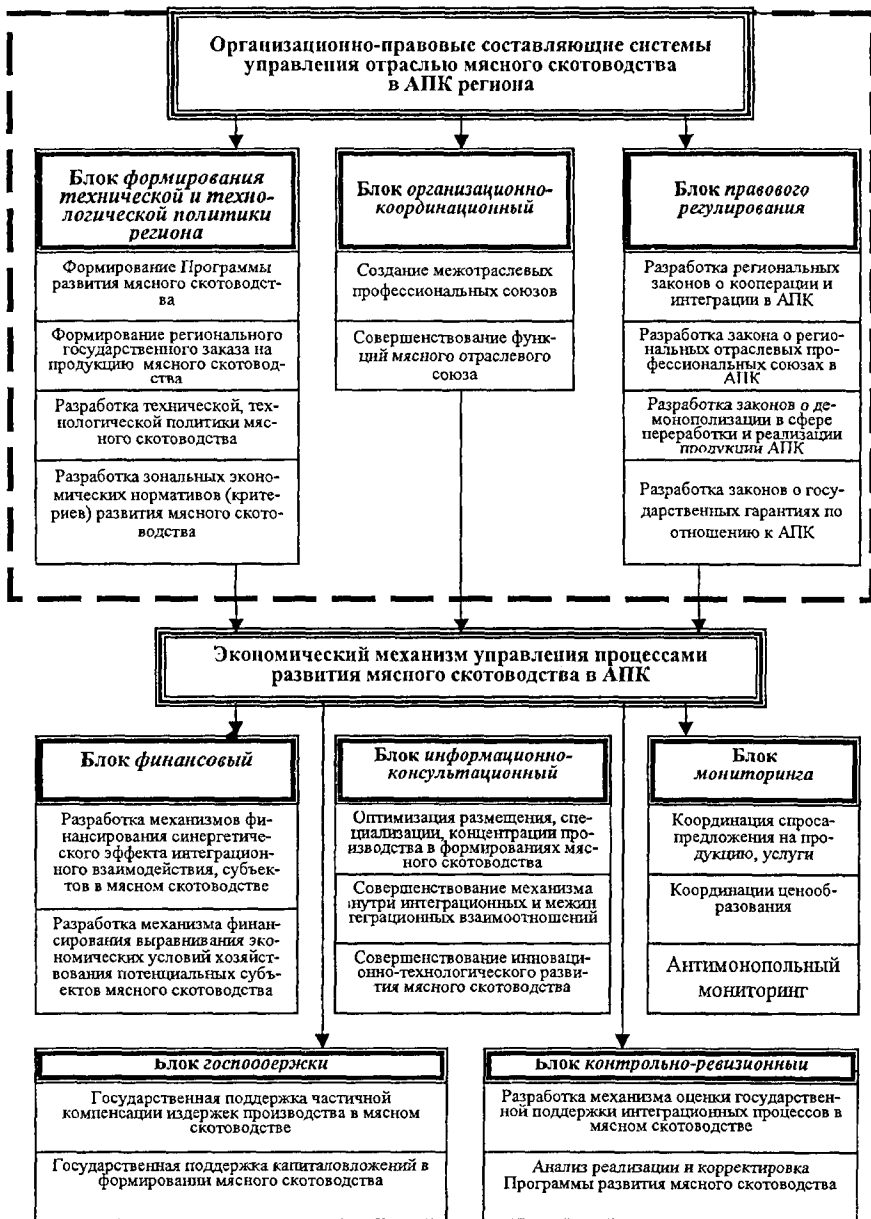 Организационно-правовые составляющие системы
управления отраслью мясного скотоводства
в АПК региона
Блок формирования
технической и техно-
логической политики
региона
Формирование Программы
развития мясного скотоводст-
ва
Формирование регионального
государственного заказа на
продукцию мясного скотовод-
ства
Разработка технической, тех-
нологической политики мяс-
ного скотоводства
Разработка зональных эконо-
мических нормативов (крите-
риев) развития мясного ското-
водства
Блок организационно-
координационный
Создание межотраслевых
профессиональных союзов
Совершенствование функ-
ций мясного отраслевого
союза
Блок правового
регулирования
Разработка региональных
законов о кооперации и
интеграции в АПК
Разработка закона о регио-
нальных отраслевых про-
фессиональных союзах в
АПК
Разработка законов о де-
монополизации в сфере
переработки и реализации
продукции АПК
Разработка законов о госу-
дарственных гарантиях по
отношению к АПК
Экономический механизм управления процессами
развития мясного скотоводства в АПК
Блок финансовый
Разработка механизмов фи-
нансирования синергетиче-
ского эффекта интеграцион-
ного взаимодействия, субъек-
тов в мясном скотоводстве
Разработка механизма финан-
сирования выравнивания эко-
номических условий хозяйст-
вования потенциальных субъ-
ектов мясного скотоводства
Блок информационно-
консультационный
Оптимизация размещения, спе-
циализации, концентрации про-
изводства в формированиях мяс-
ного скотоводства
Совершенствование механизма
нутри интеграционных и межин
теграционных взаимоотношений
Совершенствование инноваци-
онно-технологического разви-
тия мясного скотоводства
Блок
мониторинга
Координация спроса-
предложения на про-
дукцию, услуги
Координации ценооб-
разования
Антимонопольный
мониторинг
Блок господдержки
Государственная поддержка частичной
компенсации издержек производства в мясном
скотоводстве
Государственная поддержка капиталовложений в
формировании мясного скотоводства
Блок контрольно-ревизионный
Разработка механизма оценки государствен-
ной поддержки интеграционных процессов в
мясном скотоводстве
Анализ реализации и корректировка
Программы развития мясного скотоводства